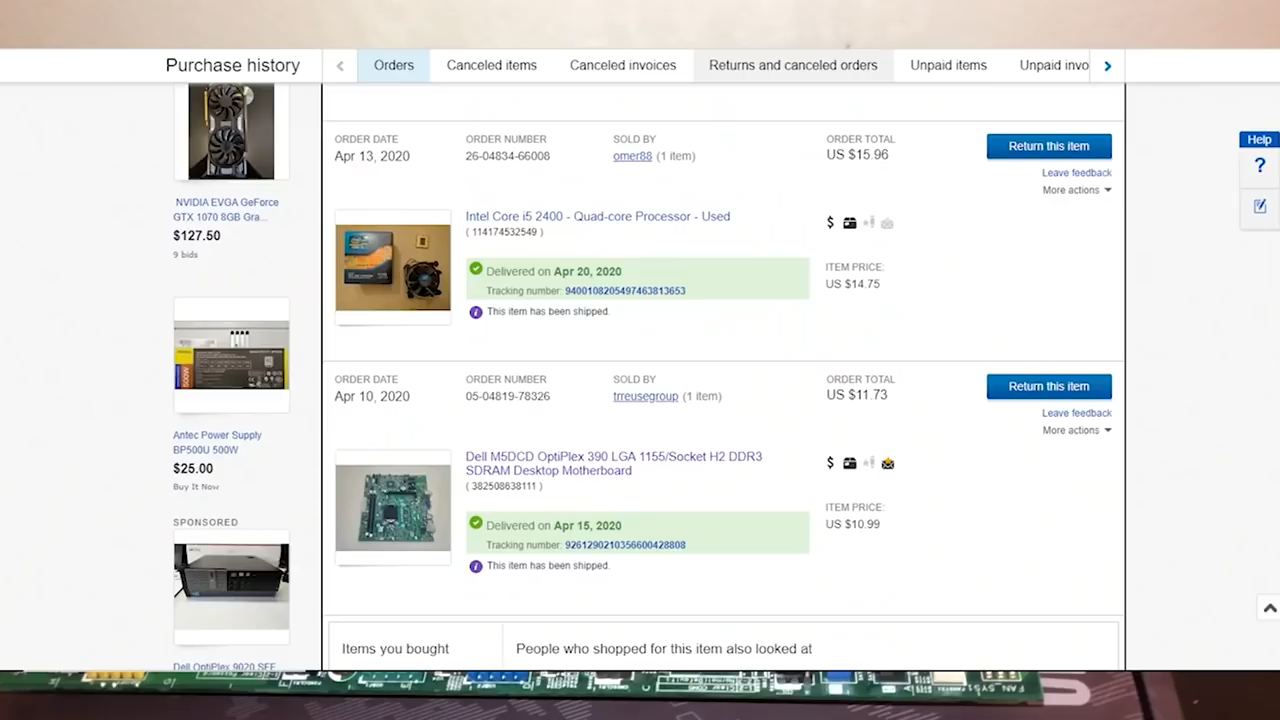 Purchase history
Orders
Canceled items
Canceled invoices
Returns and canceled orders
Unpaid items
Unpaid invo
NVIDIA EVGA GeForce
GTX 1070 8GB Gra...
$127.50
9 bids
Antec Power Supply
BP500U 500W
$25.00
Buy It Now
SPONSORED
Dell OptiPlex 9020 SFF
ORDER DATE
Apr 13, 2020
ORDER NUMBER
26-04834-66008
SOLD BY
omer88 (1 item)
ORDER TOTAL
US $15.96
Return this item
Leave feedback
More actions
Intel Core i5 2400 - Quad-core Processor - Used
( 114174532549 )
Delivered on Apr 20, 2020
Tracking number: 9400108205497463813653
This item has been shipped.
ITEM PRICE:
US $14.75
ORDER DATE
Apr 10, 2020
ORDER NUMBER
05-04819-78326
SOLD BY
trreusegroup (1 item)
ORDER TOTAL
US $11.73
Return this item
Leave feedback
More actions
Dell M5DCD OptiPlex 390 LGA 1155/Socket H2 DDR3
SDRAM Desktop Motherboard
( 382508638111 )
Delivered on Apr 15, 2020
Tracking number: 9261290210356600428808
This item has been shipped.
ITEM PRICE:
US $10.99
Items you bought
People who shopped for this item also looked at
Help
?
500W
FAN_SYS1